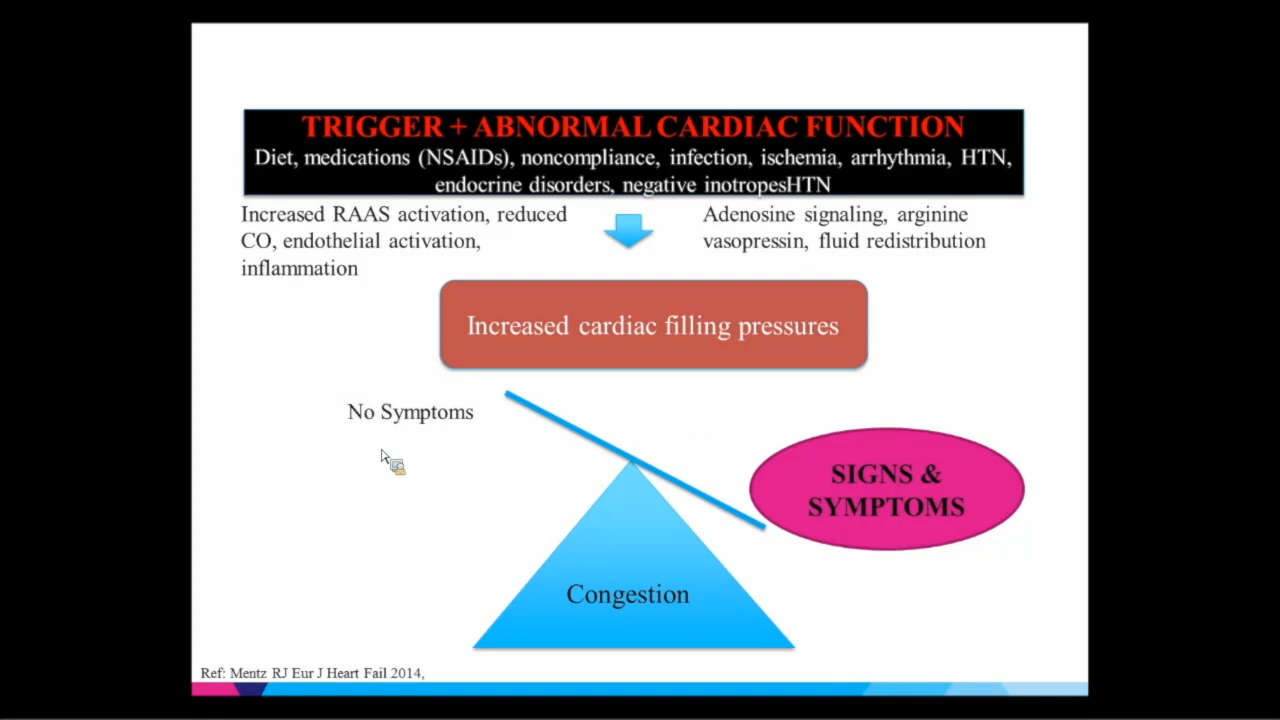 TRIGGER + ABNORMAL CARDIAC FUNCTION
Diet, medications (NSAIDs), noncompliance, infection, ischemia, arrhythmia, HTN,
endocrine disorders, negative inotropesHTN
Increased RAAS activation, reduced
CO, endothelial activation,
inflammation
Adenosine signaling, arginine
vasopressin, fluid redistribution
Increased cardiac filling pressures
No Symptoms
SIGNS &
SYMPTOMS
Congestion
Ref: Mentz RJ Eur J Heart Fail 2014,